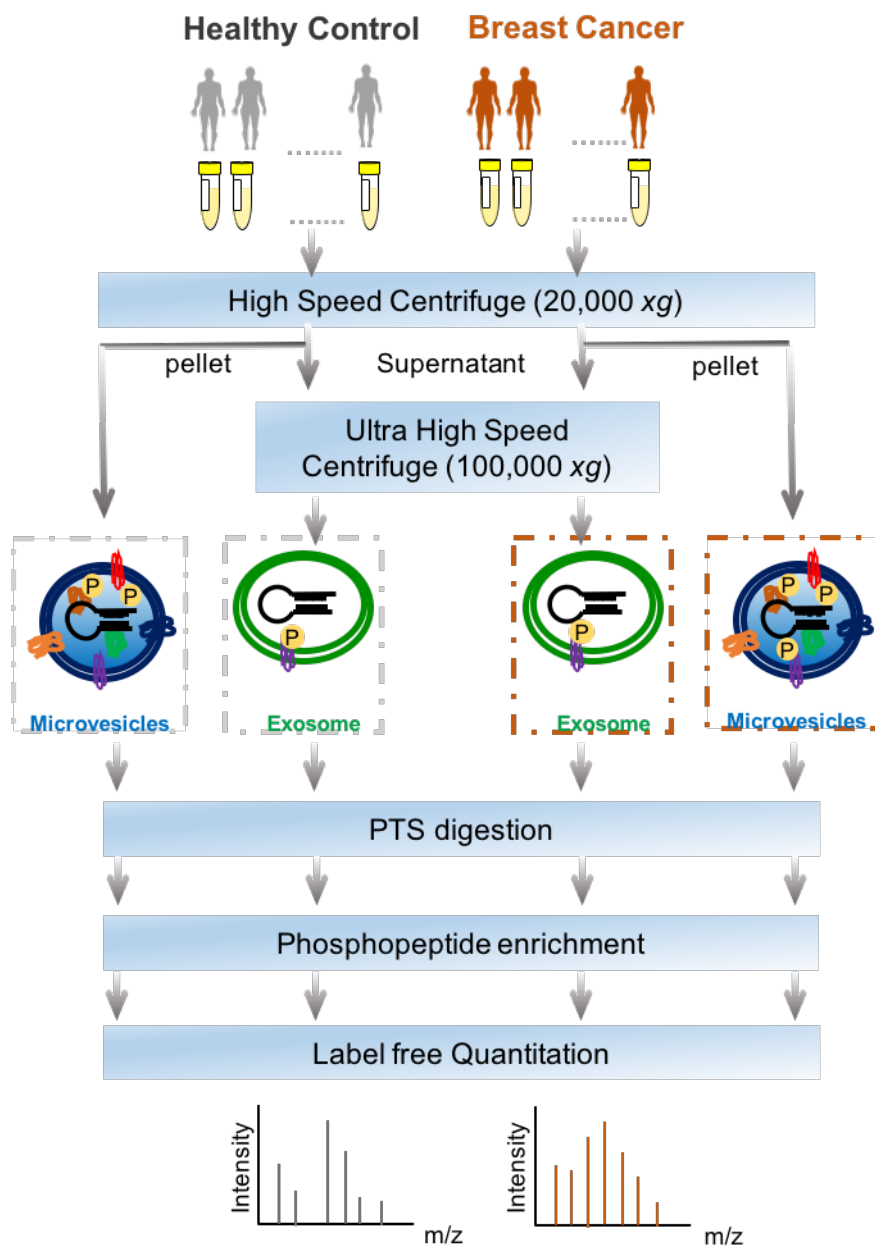 Healthy Control
Breast Cancer
High Speed Centrifuge (20,000 xg)
pellet
Supernatant
pellet
Ultra High Speed
Centrifuge (100,000 xg)
P
P
P
P
P
P
P
Microvesicles
Exosome
Exosome
Microvesicles
PTS digestion
Phosphopeptide enrichment
Label free Quantitation
Intensity
m/z
Intensity
m/z